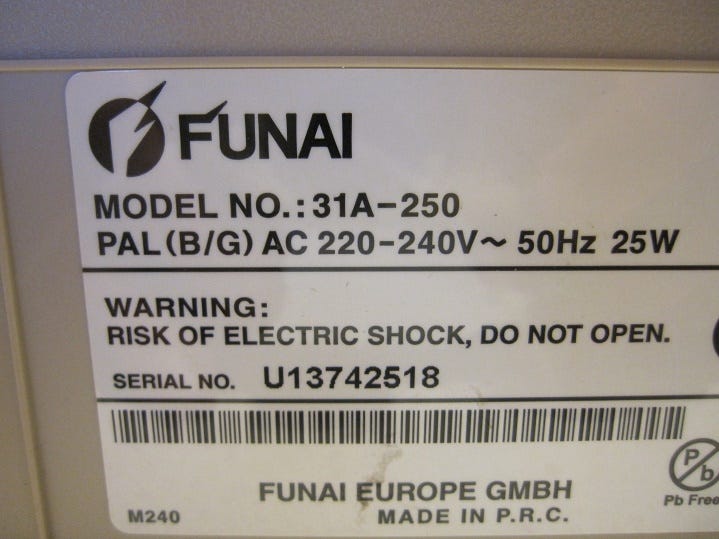 FUNAI
MODEL NO.: 31A-250
PAL (B/G) AC 220-240V~ 50Hz 25W
WARNING:
RISK OF ELECTRIC SHOCK, DO NOT OPEN.
SERIAL NO. U13742518
Pb
Pb Free
FUNAI EUROPE GMBH
M240 MADE IN P.R.C.